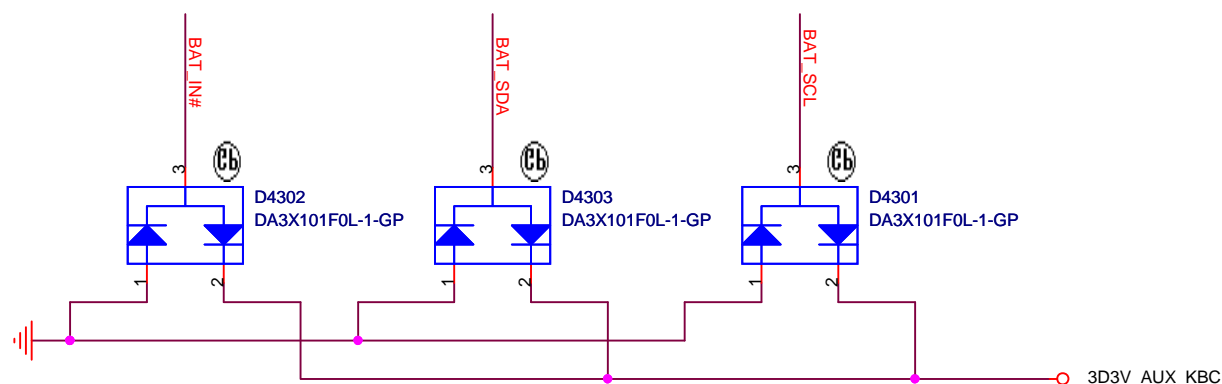 BAT_IN#
BAT_SDA
BAT_SCL
3
3
3
D4302
DA3X101F0L-1-GP
D4303
DA3X101F0L-1-GP
D4301
DA3X101F0L-1-GP
1
2
1
2
1
2
3D3V_AUX_KBC